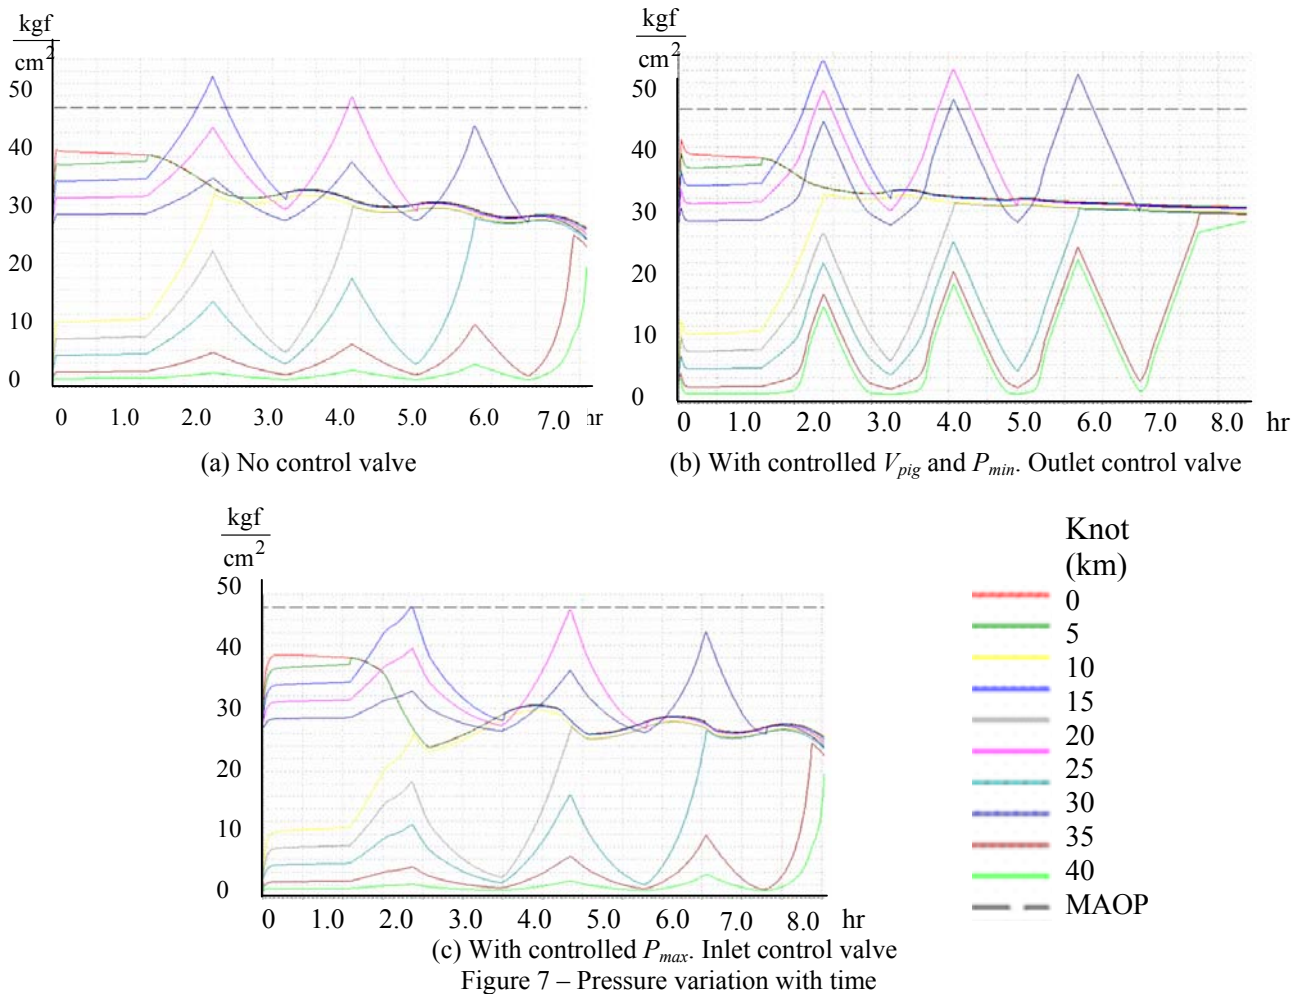 kgf
cm2
50
40
30
20
10
0
0 1.0 2.0 3.0 4.0 5.0 6.0 7.0 hr
(a) No control valve
kgf
cm2
50
40
30
20
10
0
0 1.0 2.0 3.0 4.0 5.0 6.0 7.0 8.0 hr
(b) With controlled Vpig and Pmin. Outlet control valve
kgf
cm2
50
40
30
20
10
0
0 1.0 2.0 3.0 4.0 5.0 6.0 7.0 8.0 hr
(c) With controlled Pmax. Inlet control valve
Knot
(km)
0
5
10
15
20
25
30
35
40
MAOP
Figure 7 – Pressure variation with time